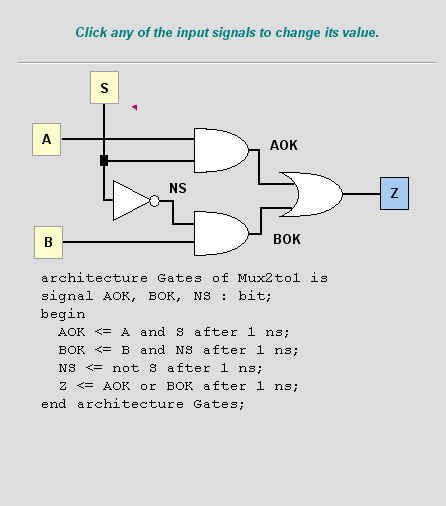 Click any of the input signals to change its value.
S
A
AOK
NS
Z
B
BOK
architecture Gates of Mux2to1 is
signal AOK, BOK, NS : bit;
begin
AOK <= A and S after 1 ns;
BOK <= B and NS after 1 ns;
NS <= not S after 1 ns;
Z <= AOK or BOK after 1 ns;
end architecture Gates;